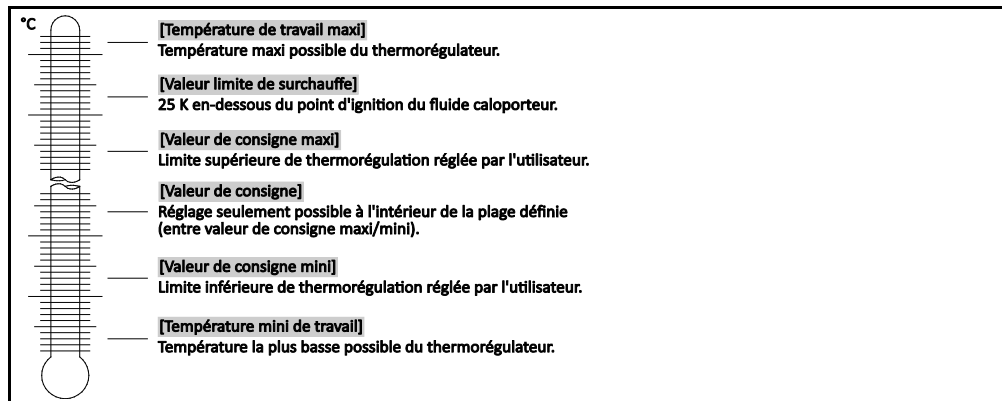 °C
[Température de travail maxi]
Température maxi possible du thermorégulateur.
[Valeur limite de surchauffe]
25 K en-dessous du point d'ignition du fluide caloporteur.
[Valeur de consigne maxi]
Limite supérieure de thermorégulation réglée par l'utilisateur.
[Valeur de consigne]
Réglage seulement possible à l'intérieur de la plage définie
(entre valeur de consigne maxi/mini).
[Valeur de consigne mini]
Limite inférieure de thermorégulation réglée par l'utilisateur.
[Température mini de travail]
Température la plus basse possible du thermorégulateur.